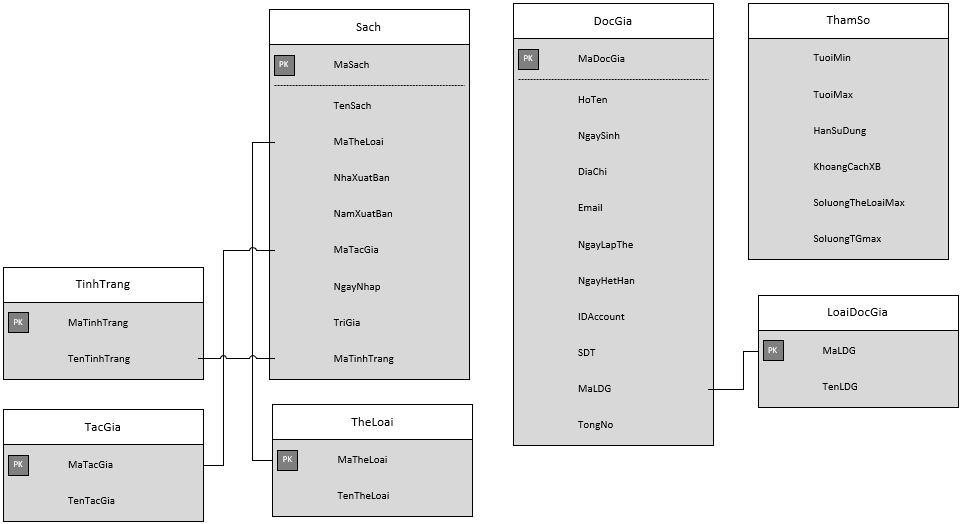 Sach
PK MaSach
TenSach
MaTheLoai
NhaXuatBan
NamXuatBan
MaTacGia
NgayNhap
TriGia
MaTinhTrang
DocGia
PK MaDocGia
HoTen
NgaySinh
DiaChi
Email
NgayLapThe
NgayHetHan
IDAccount
SDT
MaLDG
TongNo
ThamSo
TuoiMin
TuoiMax
HanSuDung
KhoangCachXB
SoluongTheLoaiMax
SoluongTGmax
TinhTrang
PK MaTinhTrang
TenTinhTrang
LoaiDocGia
PK MaLDG
TenLDG
TacGia
PK MaTacGia
TenTacGia
TheLoai
PK MaTheLoai
TenTheLoai